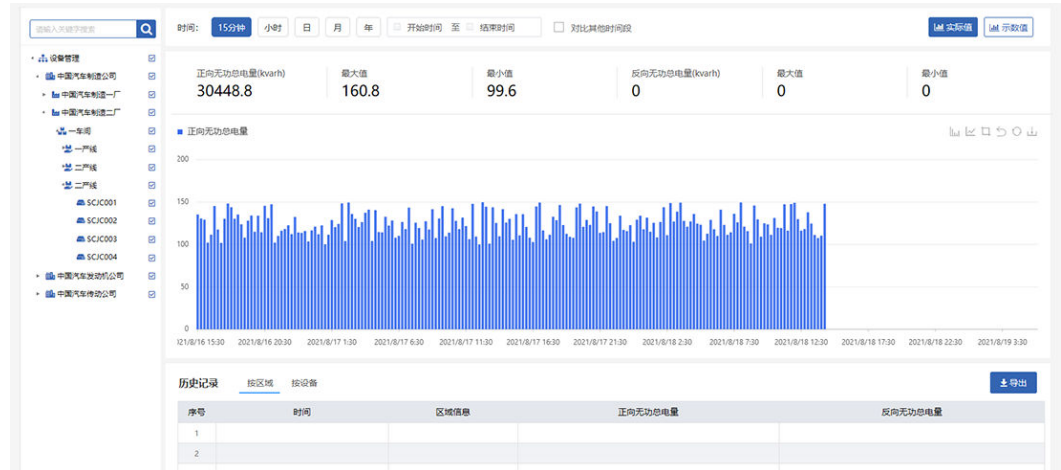 请输入关键字搜索
设备管理
中国汽车制造公司
中国汽车制造一厂
中国汽车制造二厂
一车间
一产线
二产线
二产线
SCJC001
SCJC002
SCJC003
SCJC004
中国汽车发动机公司
中国汽车传动公司
时间: 15分钟 小时 日 月 年 开始时间 至 结束时间 对比其他时间段 实际值 示数值
正向无功总电量(kvarh) 最大值 最小值 反向无功总电量(kvarh) 最大值 最小值
30448.8 160.8 99.6 0 0 0
正向无功总电量
200
150
100
50
0
2021/8/16 20:30 2021/8/17 1:30 2021/8/17 6:30 2021/8/17 11:30 2021/8/17 16:30 2021/8/17 21:30 2021/8/18 2:30 2021/8/18 7:30 2021/8/18 12:30 2021/8/18 17:30 2021/8/18 22:30 2021/8/19 3:30
历史记录 按区域 按设备 导出
序号 时间 区域信息 正向无功总电量 反向无功总电量
1
2